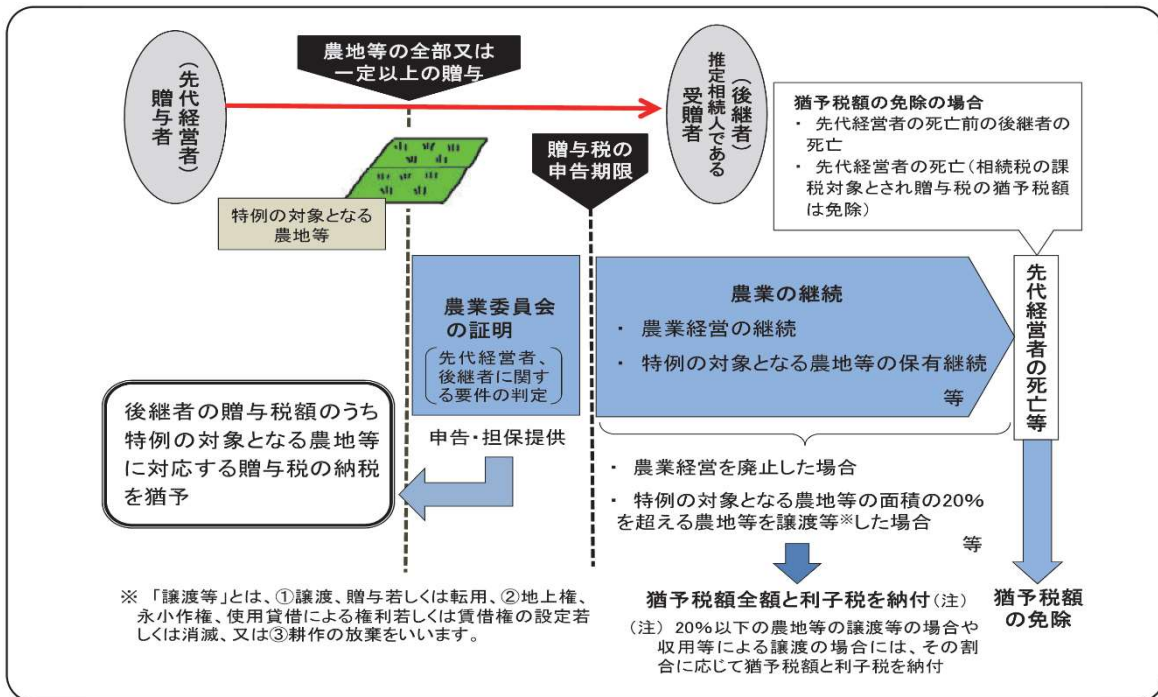 贈与者
(先代経営者)
農地等の全部又は
一定以上の贈与
特例の対象となる
農地等
贈与税の
申告期限
(後継者)
推定相続人である
受贈者
猶予税額の免除の場合
・ 先代経営者の死亡前の後継者の
死亡
・ 先代経営者の死亡(相続税の課
税対象とされ贈与税の猶予税額
は免除)
農業委員会
の証明
先代経営者、
後継者に関す
る要件の判定
申告・担保提供
農業の継続
・ 農業経営の継続
・ 特例の対象となる農地等の保有継続
等
先代経営者の死亡等
後継者の贈与税額のうち
特例の対象となる農地等
に対応する贈与税の納税
を猶予
・ 農業経営を廃止した場合
・ 特例の対象となる農地等の面積の20%
を超える農地等を譲渡等※した場合
等
猶予税額全額と利子税を納付(注)
(注) 20%以下の農地等の譲渡等の場合や
収用等による譲渡の場合には、その割
合に応じて猶予税額と利子税を納付
猶予税額
の免除
※ 「譲渡等」とは、①譲渡、贈与若しくは転用、②地上権、
永小作権、使用貸借による権利若しくは賃借権の設定若
しくは消滅、又は③耕作の放棄をいいます。